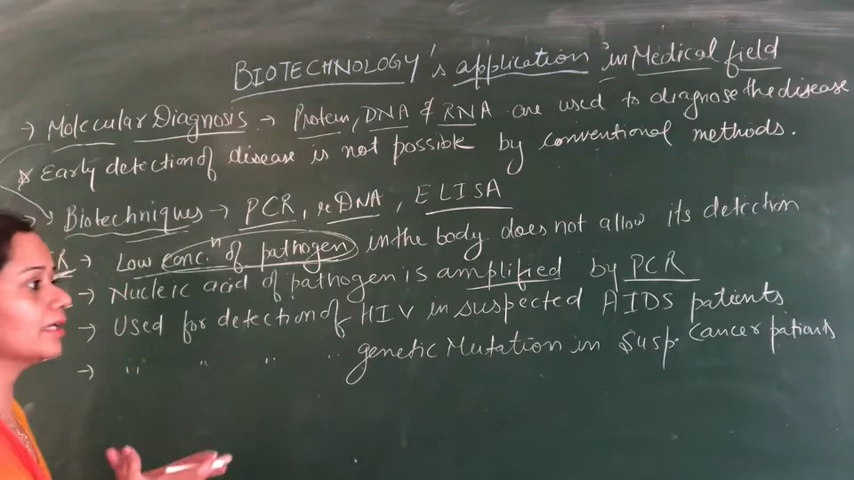 BIOTECHNOLOGY's application in Medical field
→ Molecular Diagnosis → Protein, DNA & RNA are used to diagnose the disease
* Early detection of disease is not possible by conventional methods.
→ Biotechniques → PCR, rDNA, ELISA
R → Low conc.ⁿ of pathogen in the body does not allow its detection
→ Nucleic acid of pathogen is amplified by PCR
→ Used for detection of HIV in suspected AIDS patients
→ " " " " genetic Mutation in Susp. Cancer patients